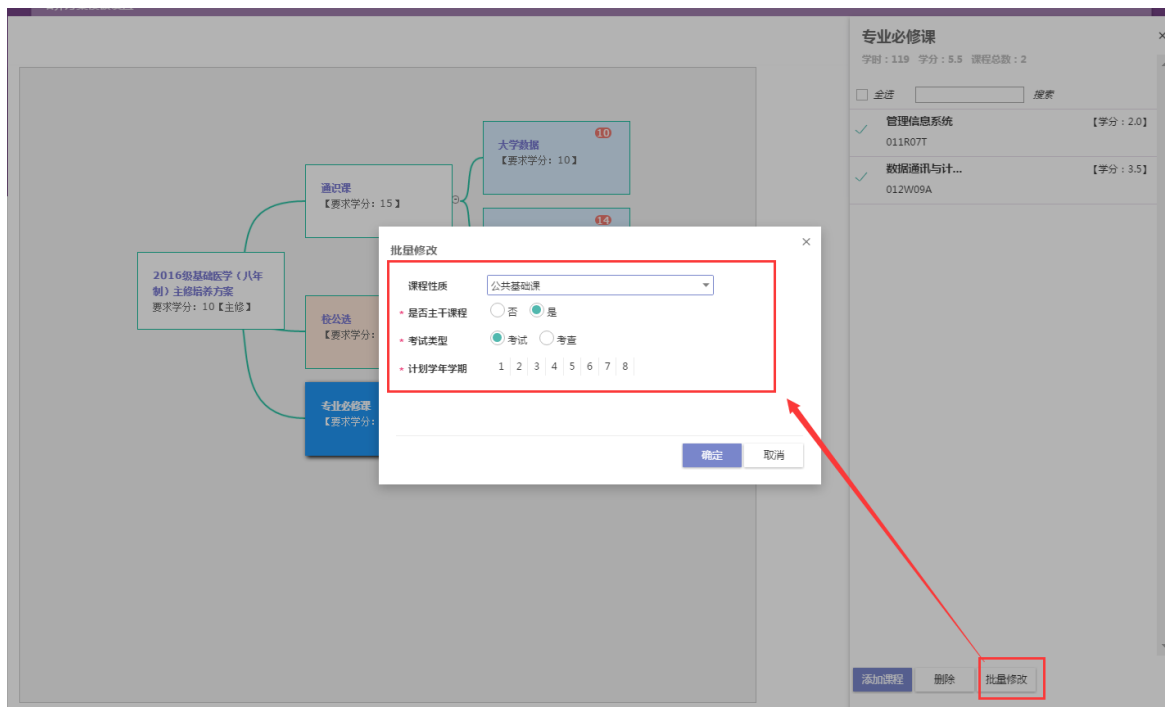 专业必修课
×
学时：119 学分：5.5 课程总数：2
全选 搜索
管理信息系统 【学分：2.0】
011R07T
数据通讯与计... 【学分：3.5】
012W09A
10
大学数据
【要求学分: 10】
通识课
【要求学分: 15】
14
2016级基础医学（八年
制）主修培养方案
要求学分: 10【主修】
校公选
【要求学分:
专业必修课
【要求学分:
批量修改
×
课程性质 公共基础课
* 是否主干课程 否 是
* 考试类型 考试 考查
* 计划学年学期 1 2 3 4 5 6 7 8
确定 取消
添加课程 删除 批量修改